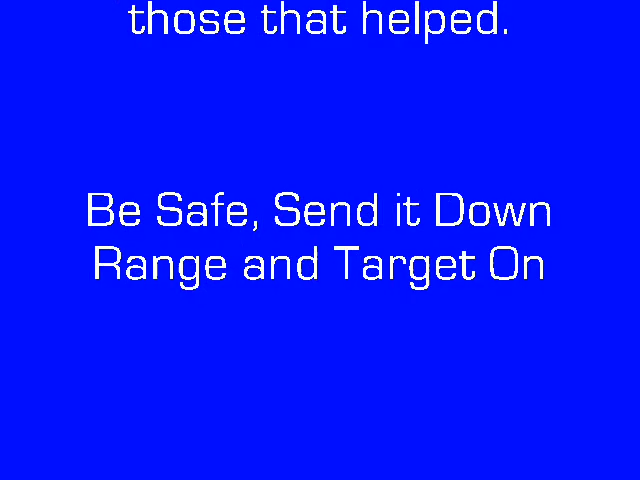 those that helped.
Be Safe, Send it Down
Range and Target On